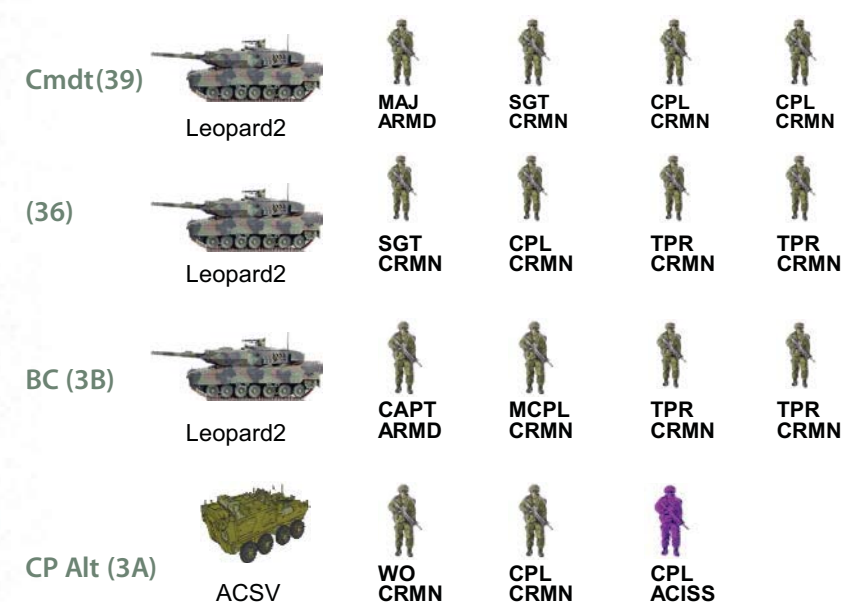 Cmdt(39)
Leopard2
MAJ ARMD
SGT CRMN
CPL CRMN
CPL CRMN
(36)
Leopard2
SGT CRMN
CPL CRMN
TPR CRMN
TPR CRMN
BC (3B)
Leopard2
CAPT ARMD
MCPL CRMN
TPR CRMN
TPR CRMN
CP Alt (3A)
ACSV
WO CRMN
CPL CRMN
CPL ACISS